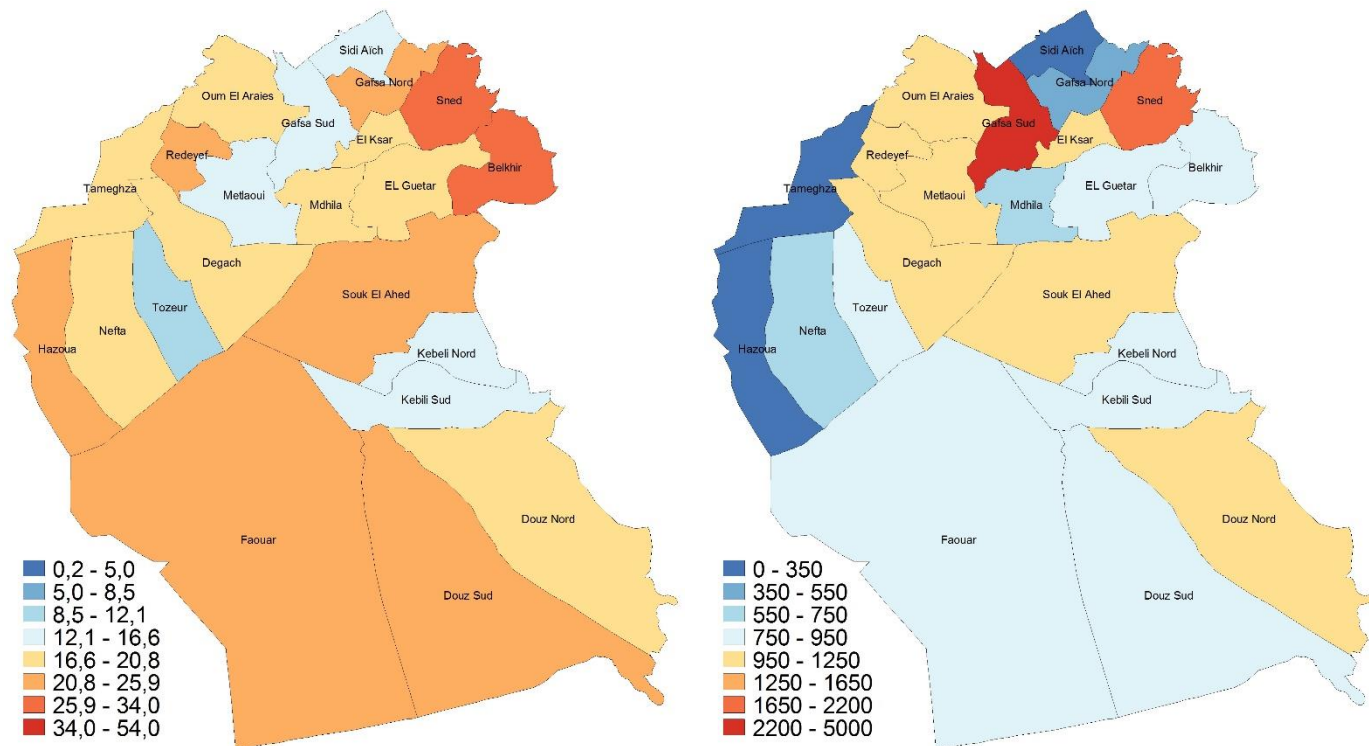 Sidi Aïch
Gafsa Nord
Oum El Araies
Sned
Gafsa Sud
El Ksar
Redeyef
Belkhir
Tameghza
EL Guetar
Metlaoui
Mdhila
Degach
Souk El Ahed
Tozeur
Nefta
Hazoua
Kebeli Nord
Kebili Sud
Douz Nord
Faouar
Douz Sud
0,2 - 5,0
5,0 - 8,5
8,5 - 12,1
12,1 - 16,6
16,6 - 20,8
20,8 - 25,9
25,9 - 34,0
34,0 - 54,0
Sidi Aïch
Gafsa Nord
Oum El Araies
Sned
Gafsa Sud
El Ksar
Redeyef
Belkhir
Tameghza
EL Guetar
Metlaoui
Mdhila
Degach
Souk El Ahed
Tozeur
Nefta
Hazoua
Kebeli Nord
Kebili Sud
Douz Nord
Faouar
Douz Sud
0 - 350
350 - 550
550 - 750
750 - 950
950 - 1250
1250 - 1650
1650 - 2200
2200 - 5000